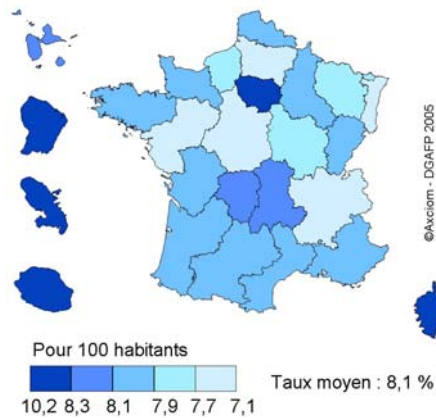 ©Axciom - DGAFP 2005
Pour 100 habitants
10,2 8,3 8,1 7,9 7,7 7,1
Taux moyen : 8,1 %